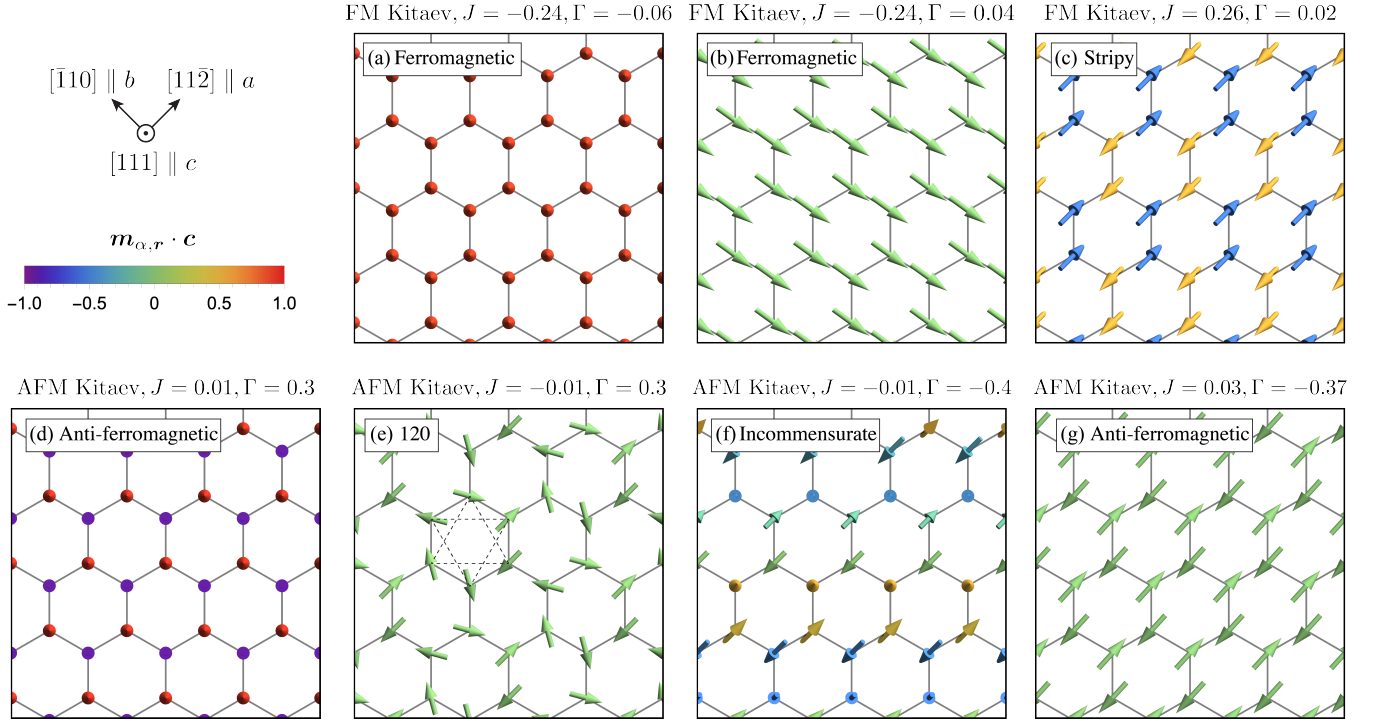 FM Kitaev, J = −0.24, Γ = −0.06
FM Kitaev, J = −0.24, Γ = 0.04
FM Kitaev, J = 0.26, Γ = 0.02
(a) Ferromagnetic
(b) Ferromagnetic
(c) Stripy
[1̄10] ∥ b
[112̄] ∥ a
[111] ∥ c
m_{α,r} · c
−1.0 −0.5 0 0.5 1.0
AFM Kitaev, J = 0.01, Γ = 0.3
AFM Kitaev, J = −0.01, Γ = 0.3
AFM Kitaev, J = −0.01, Γ = −0.4
AFM Kitaev, J = 0.03, Γ = −0.37
(d) Anti-ferromagnetic
(e) 120
(f) Incommensurate
(g) Anti-ferromagnetic